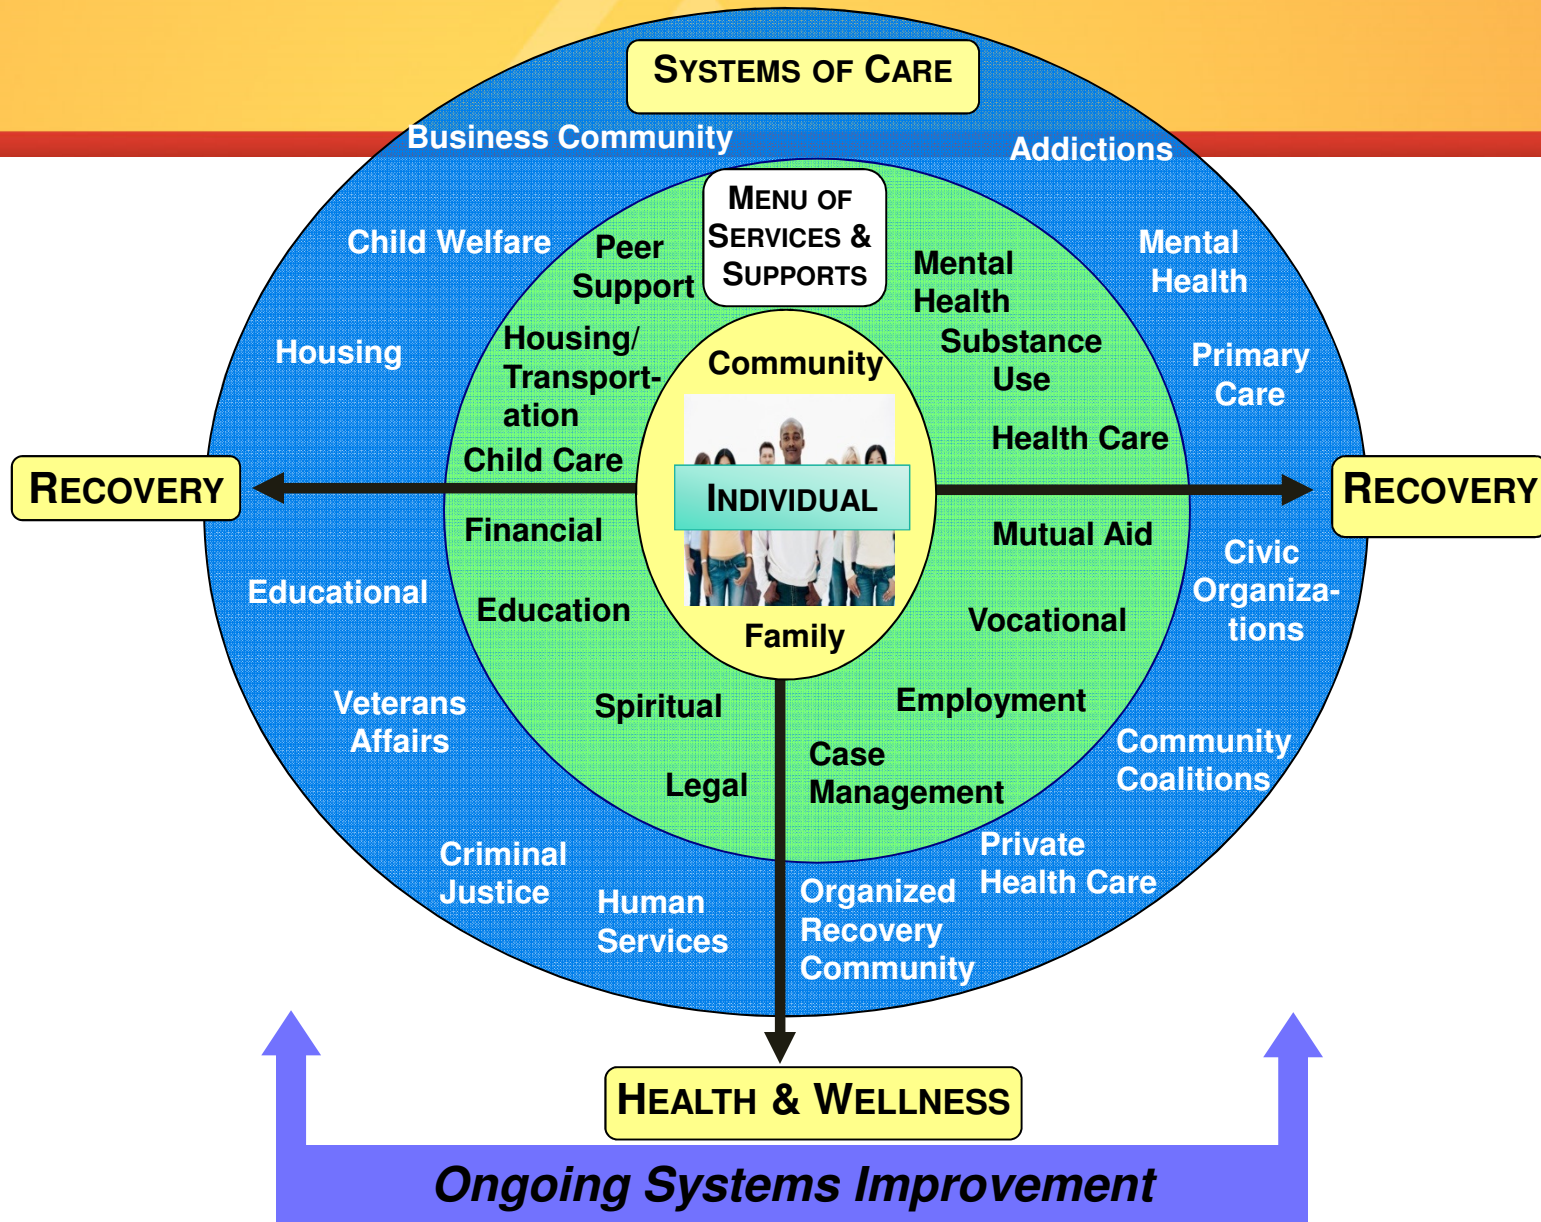 SYSTEMS OF CARE
Business Community
Addictions
MENU OF
SERVICES &
SUPPORTS
Child Welfare
Peer
Support
Mental
Health
Mental
Health
Housing
Housing/
Transport-
ation
Community
Substance
Use
Primary
Care
Child Care
Health Care
RECOVERY
INDIVIDUAL
RECOVERY
Financial
Mutual Aid
Civic
Organiza-
tions
Educational
Education
Family
Vocational
Veterans
Affairs
Spiritual
Employment
Community
Coalitions
Legal
Case
Management
Criminal
Justice
Human
Services
Organized
Recovery
Community
Private
Health Care
HEALTH & WELLNESS
Ongoing Systems Improvement